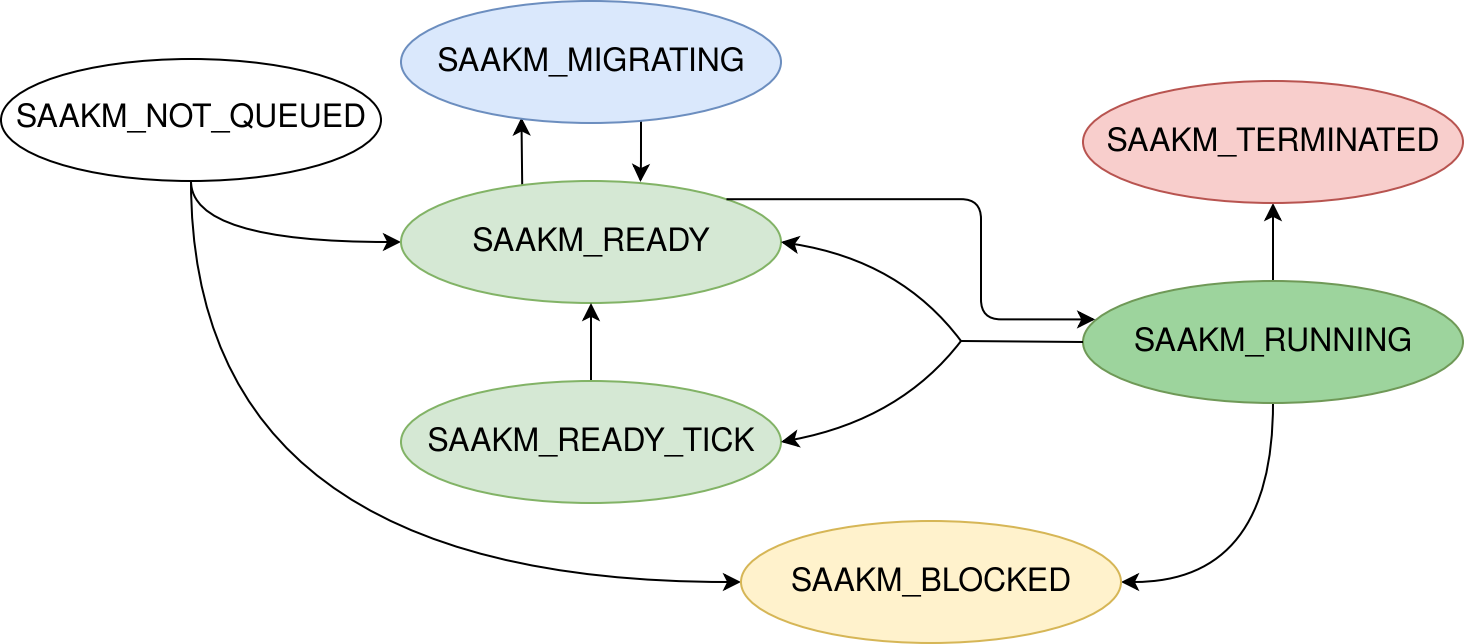 SAAKM_MIGRATING
SAAKM_NOT_QUEUED
SAAKM_TERMINATED
SAAKM_READY
SAAKM_RUNNING
SAAKM_READY_TICK
SAAKM_BLOCKED